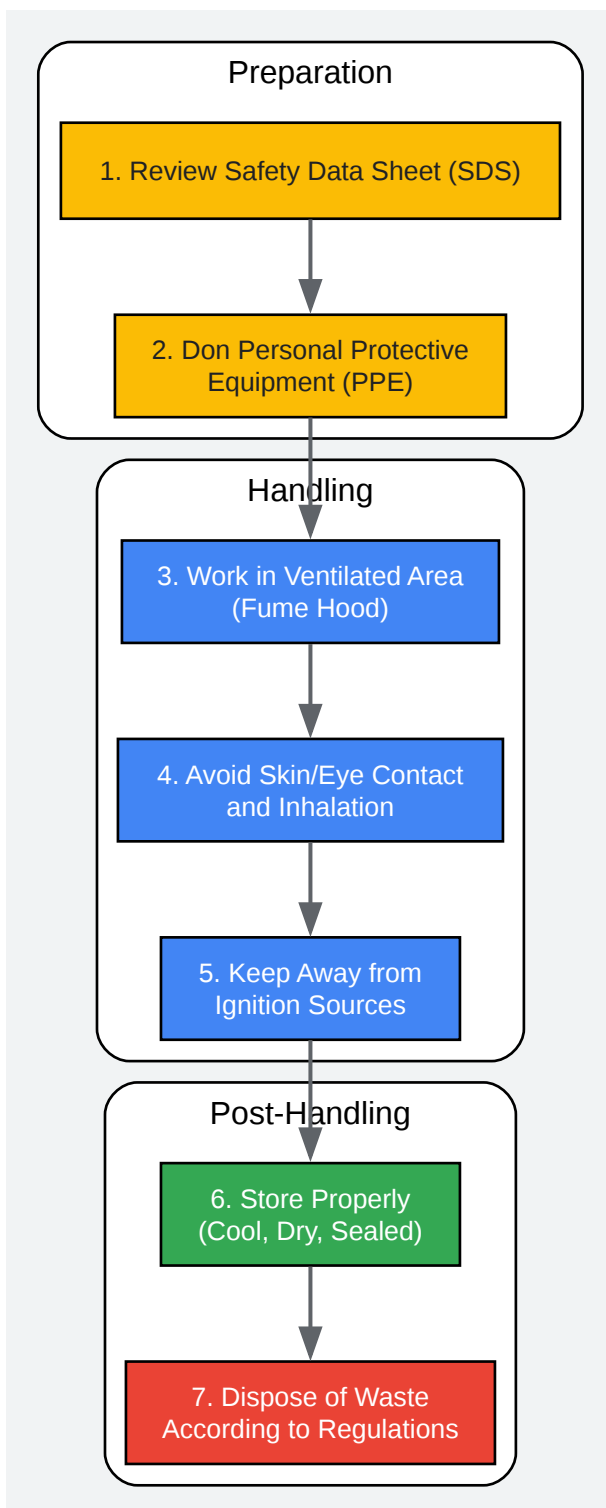 Preparation
1. Review Safety Data Sheet (SDS)
2. Don Personal Protective
Equipment (PPE)
Handling
3. Work in Ventilated Area
(Fume Hood)
4. Avoid Skin/Eye Contact
and Inhalation
5. Keep Away from
Ignition Sources
Post-Handling
6. Store Properly
(Cool, Dry, Sealed)
7. Dispose of Waste
According to Regulations